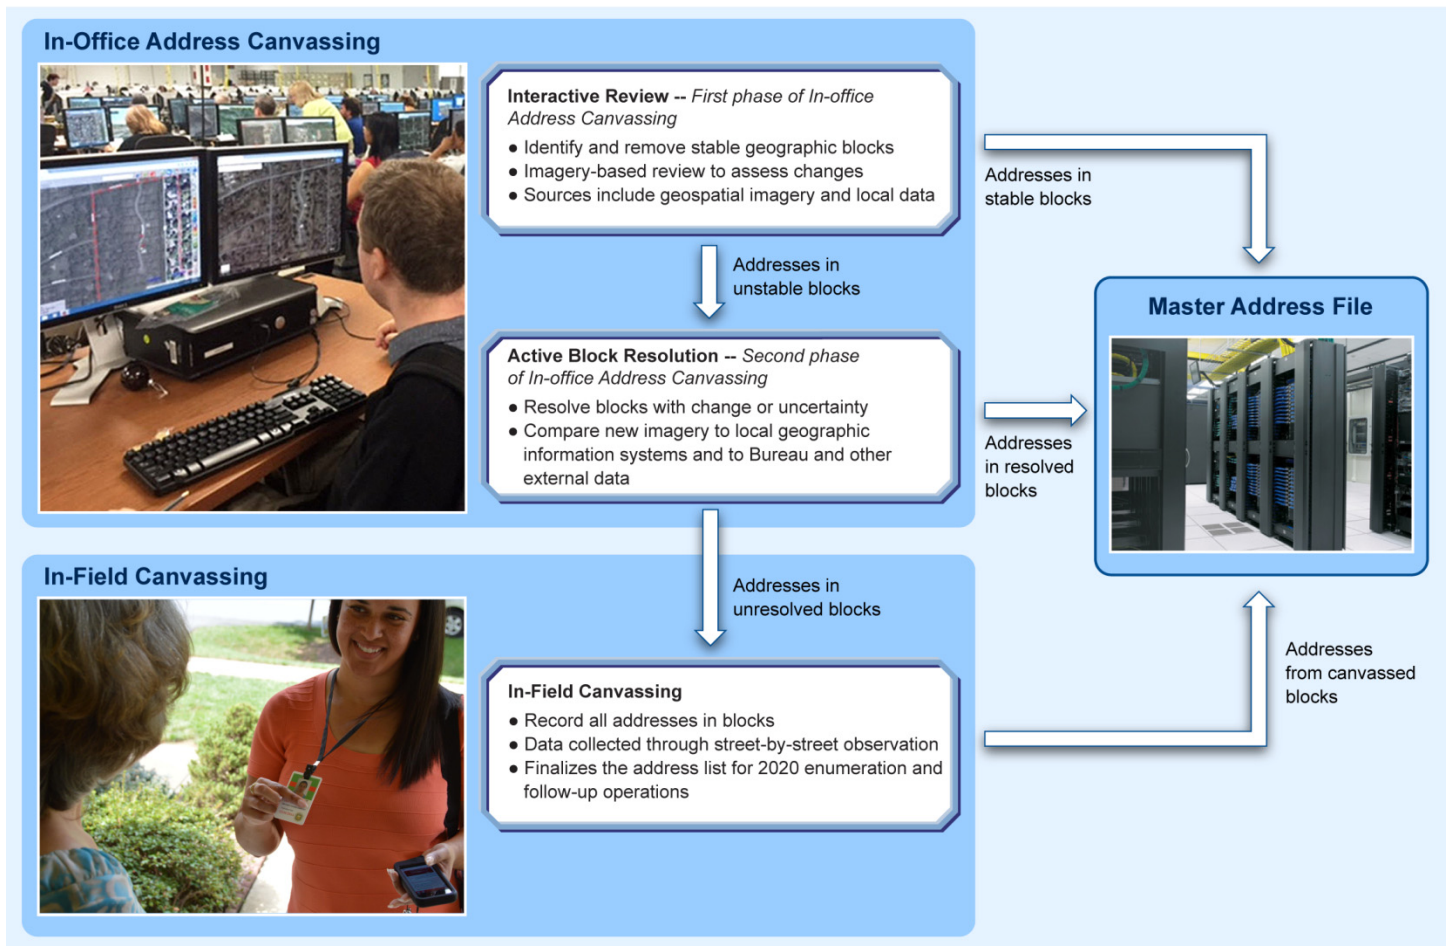 In-Office Address Canvassing
Interactive Review -- First phase of In-office
Address Canvassing
● Identify and remove stable geographic blocks
● Imagery-based review to assess changes
● Sources include geospatial imagery and local data
Addresses in
stable blocks
Addresses in
unstable blocks
Active Block Resolution -- Second phase
of In-office Address Canvassing
● Resolve blocks with change or uncertainty
● Compare new imagery to local geographic
information systems and to Bureau and other
external data
Addresses
in resolved
blocks
Master Address File
In-Field Canvassing
Addresses in
unresolved blocks
In-Field Canvassing
● Record all addresses in blocks
● Data collected through street-by-street observation
● Finalizes the address list for 2020 enumeration and
follow-up operations
Addresses
from canvassed
blocks